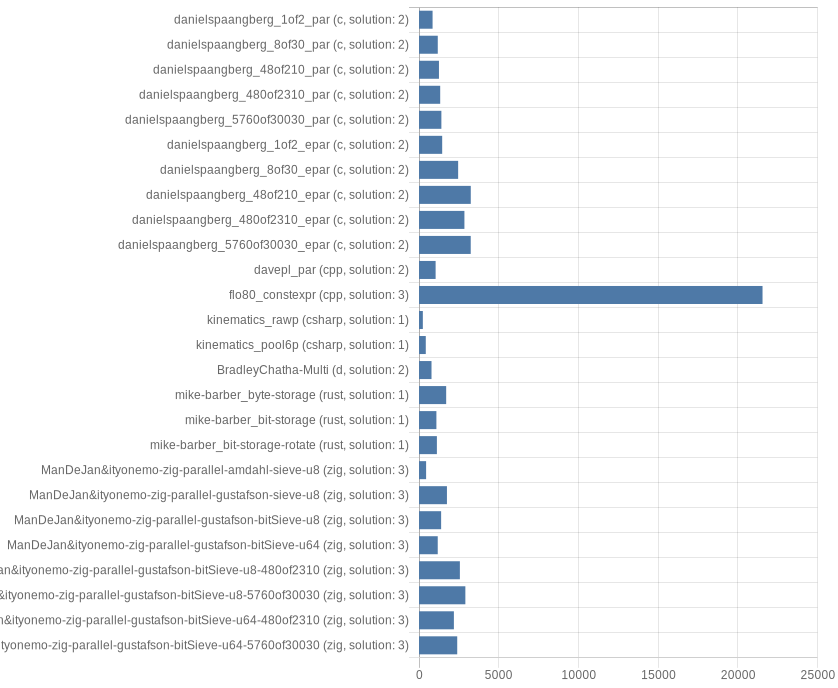 danielspaangberg_1of2_par (c, solution: 2)
danielspaangberg_8of30_par (c, solution: 2)
danielspaangberg_48of210_par (c, solution: 2)
danielspaangberg_480of2310_par (c, solution: 2)
danielspaangberg_5760of30030_par (c, solution: 2)
danielspaangberg_1of2_epar (c, solution: 2)
danielspaangberg_8of30_epar (c, solution: 2)
danielspaangberg_48of210_epar (c, solution: 2)
danielspaangberg_480of2310_epar (c, solution: 2)
danielspaangberg_5760of30030_epar (c, solution: 2)
davepl_par (cpp, solution: 2)
flo80_constexpr (cpp, solution: 3)
kinematics_rawp (csharp, solution: 1)
kinematics_pool6p (csharp, solution: 1)
BradleyChatha-Multi (d, solution: 2)
mike-barber_byte-storage (rust, solution: 1)
mike-barber_bit-storage (rust, solution: 1)
mike-barber_bit-storage-rotate (rust, solution: 1)
ManDeJan&ityonemo-zig-parallel-amdahl-sieve-u8 (zig, solution: 3)
ManDeJan&ityonemo-zig-parallel-gustafson-sieve-u8 (zig, solution: 3)
ManDeJan&ityonemo-zig-parallel-gustafson-bitSieve-u8 (zig, solution: 3)
ManDeJan&ityonemo-zig-parallel-gustafson-bitSieve-u64 (zig, solution: 3)
an&ityonemo-zig-parallel-gustafson-bitSieve-u8-480of2310 (zig, solution: 3)
&ityonemo-zig-parallel-gustafson-bitSieve-u8-5760of30030 (zig, solution: 3)
n&ityonemo-zig-parallel-gustafson-bitSieve-u64-480of2310 (zig, solution: 3)
tyonemo-zig-parallel-gustafson-bitSieve-u64-5760of30030 (zig, solution: 3)
0 5000 10000 15000 20000 25000